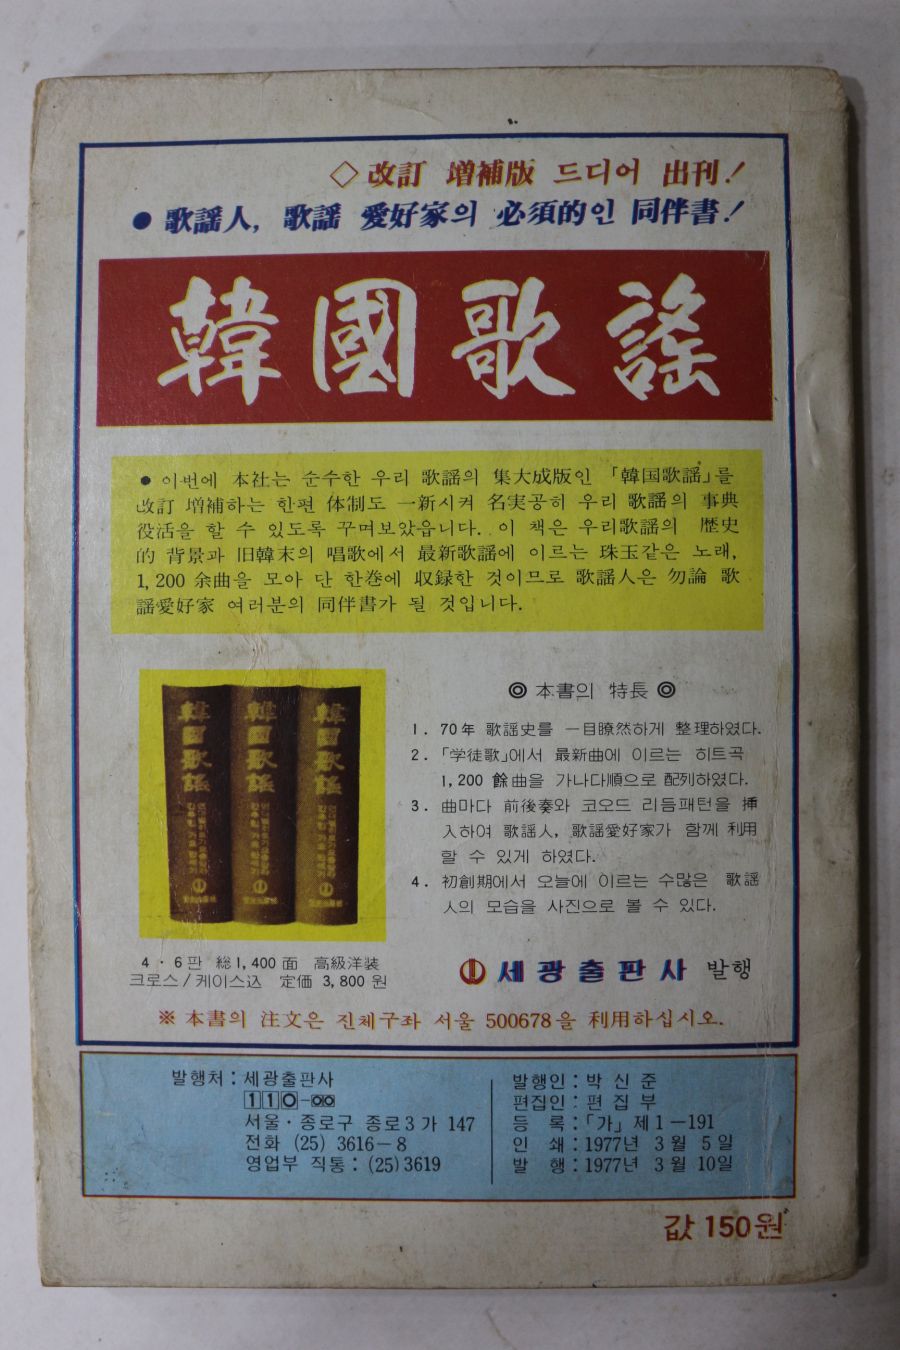 ◇ 改訂 増補版 드디어 出刊!
● 歌謡人, 歌謡 愛好家의 必須的인 同伴書!
韓國歌謠
● 이번에 本社는 순수한 우리 歌謡의 集大成版인 「韓国歌謡」를
改訂 增補하는 한편 体制도 一新시켜 名実공히 우리 歌謡의 事典
役活을 할 수 있도록 꾸며보았읍니다. 이 책은 우리歌謡의 歴史
的 背景과 旧韓末의 唱歌에서 最新歌謡에 이르는 珠玉같은 노래,
1,200 余曲을 모아 단 한巻에 収録한 것이므로 歌謡人은 勿論 歌
謡愛好家 여러분의 同伴書가 될 것입니다.
◎ 本書의 特長 ◎
1. 70年 歌謡史를 一目瞭然하게 整理하였다.
2. 「学徒歌」에서 最新曲에 이르는 히트곡
1,200 餘曲을 가나다順으로 配列하였다.
3. 曲마다 前後奏와 코오드 리듬패턴을 挿
入하여 歌謡人, 歌謡愛好家가 함께 利用
할 수 있게 하였다.
4. 初創期에서 오늘에 이르는 수많은 歌謡
人의 모습을 사진으로 볼 수 있다.
韓國歌謠
韓國歌謠
韓國歌謠
4·6판 総1,400面 高級洋装
크로스/케이스込 定価 3,800원
세광출판사 발행
※ 本書의 注文은 진체구좌 서울 500678을 利用하십시오.
발행처: 세광출판사
110-00
서울·종로구 종로3가 147
전화 (25) 3616-8
영업부 직통: (25)3619
발행인: 박 신 준
편집인: 편 집 부
등 록: 「가」 제1-191
인 쇄: 1977년 3월 5일
발 행: 1977년 3월 10일
값 150원